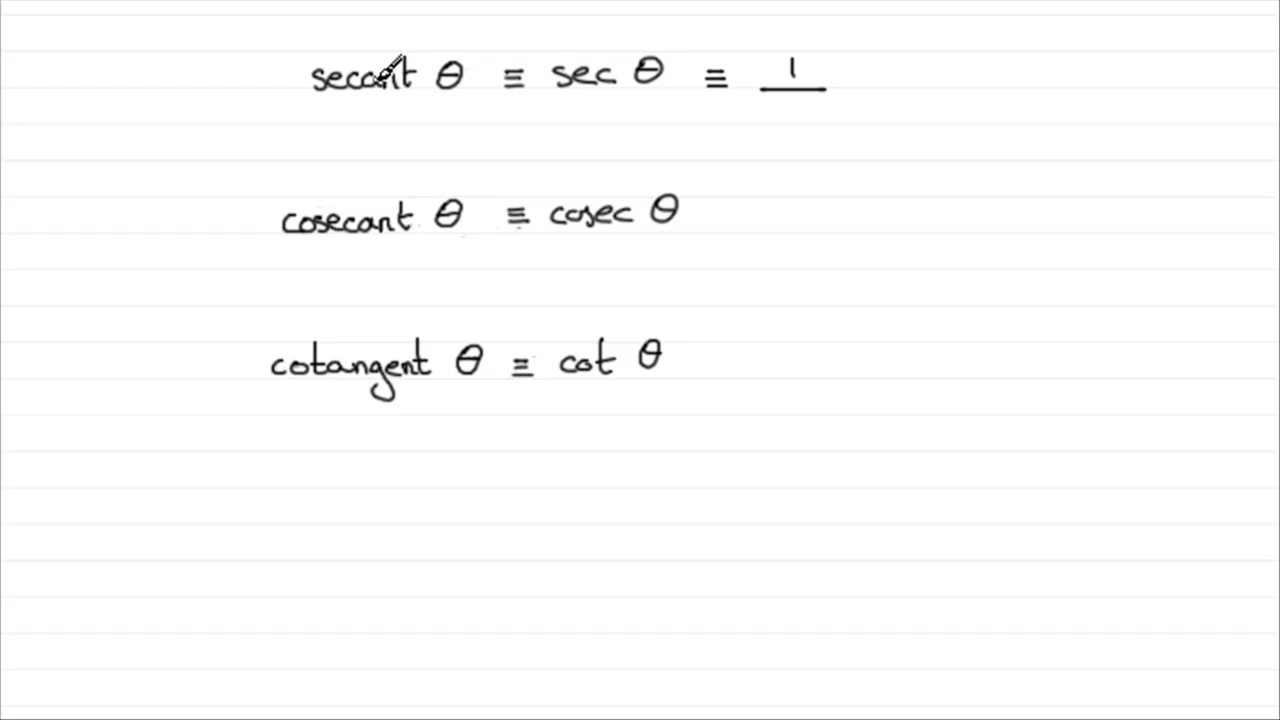 secant θ ≡ sec θ ≡ 1/
cosecant θ ≡ cosec θ
cotangent θ ≡ cot θ